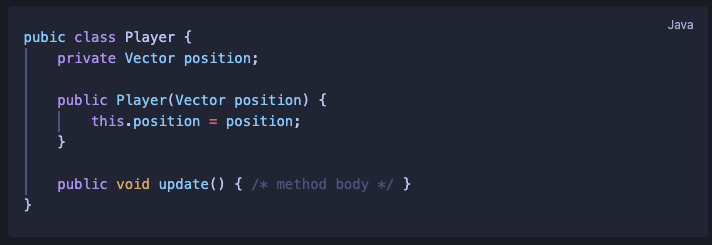 Java
pubic class Player {
    private Vector position;

    public Player(Vector position) {
        this.position = position;
    }

    public void update() { /* method body */ }
}